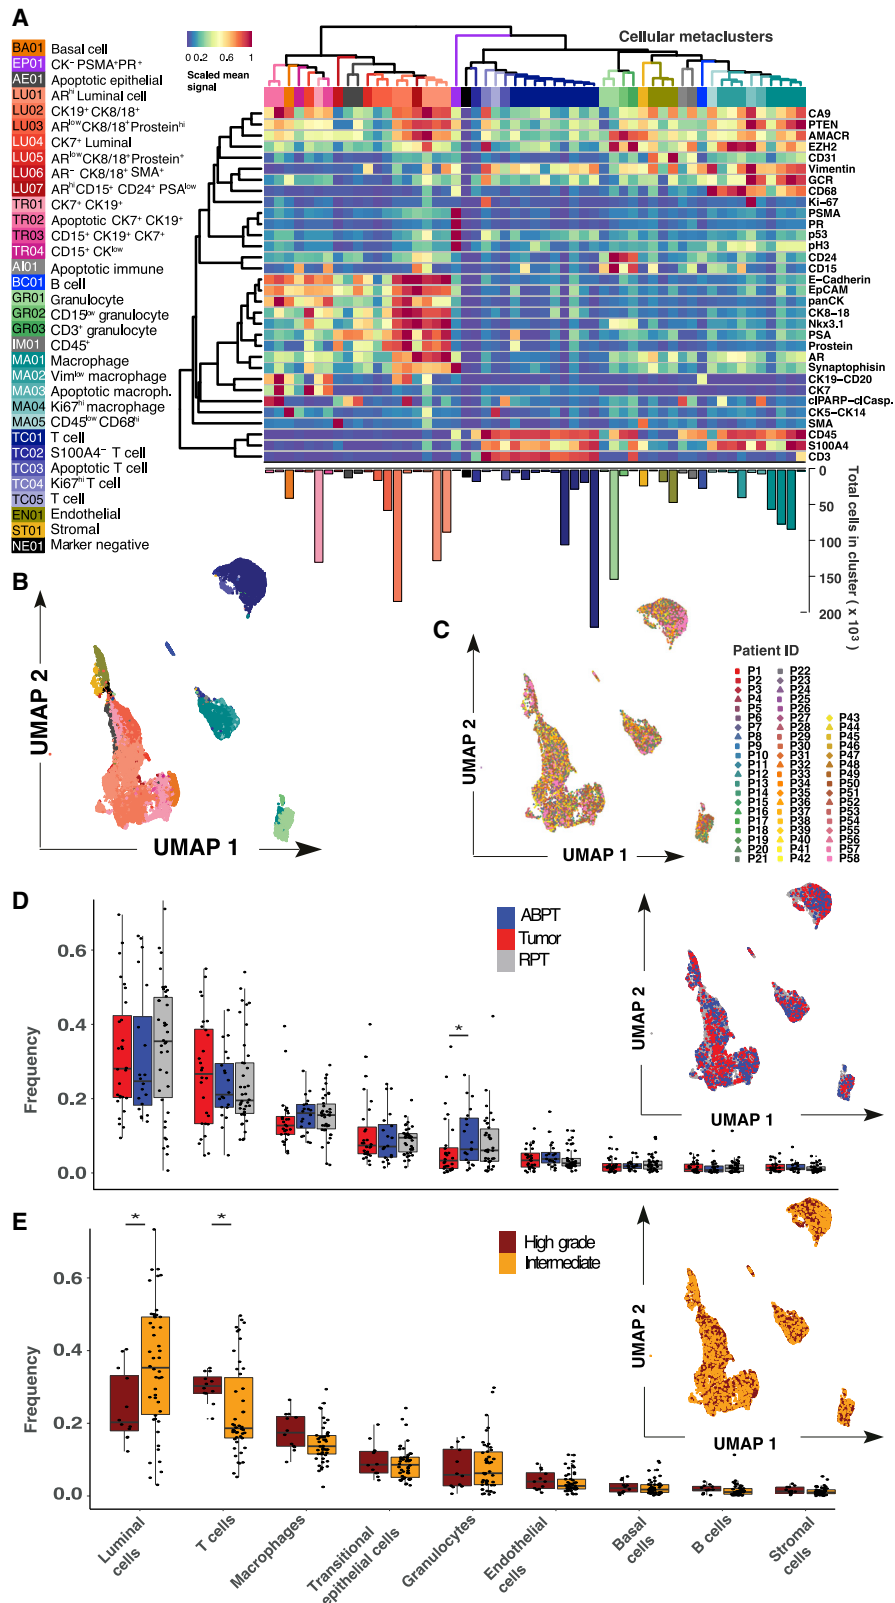 A
Cellular metaclusters
0 0.2 0.6 1
Scaled mean
signal
BA01 Basal cell
EP01 CK⁻ PSMA⁺PR⁺
AE01 Apoptotic epithelial
LU01 ARʰⁱ Luminal cell
LU02 CK19⁺ CK8/18⁺
LU03 ARˡᵒʷCK8/18⁺Proteinʰⁱ
LU04 CK7⁺ Luminal
LU05 ARˡᵒʷCK8/18⁺Protein⁺
LU06 AR⁻ CK8/18⁺ SMA⁺
LU07 ARʰⁱCD15⁺ CD24⁺ PSAˡᵒʷ
TR01 CK7⁺ CK19⁺
TR02 Apoptotic CK7⁺ CK19⁺
TR03 CD15⁺ CK19⁺ CK7⁺
TR04 CD15⁺ CKˡᵒʷ
AI01 Apoptotic immune
BC01 B cell
GR01 Granulocyte
GR02 CD15ˡᵒʷ granulocyte
GR03 CD3⁺ granulocyte
IM01 CD45⁺
MA01 Macrophage
MA02 Vimˡᵒʷ macrophage
MA03 Apoptotic macroph.
MA04 Ki67ʰⁱ macrophage
MA05 CD45ˡᵒʷ CD68ʰⁱ
TC01 T cell
TC02 S100A4⁻ T cell
TC03 Apoptotic T cell
TC04 Ki67ʰⁱ T cell
TC05 T cell
EN01 Endothelial
ST01 Stromal
NE01 Marker negative
CA9
PTEN
AMACR
EZH2
CD31
Vimentin
GCR
CD68
Ki-67
PSMA
PR
p53
pH3
CD24
CD15
E-Cadherin
EpCAM
panCK
CK8-18
Nkx3.1
PSA
Prostein
AR
Synaptophisin
CK19-CD20
CK7
clPARP-clCasp.
CK5-CK14
SMA
CD45
S100A4
CD3
0
50
100
150
200
Total cells in cluster ( x 10³ )
B
UMAP 2
UMAP 1
C
UMAP 2
UMAP 1
Patient ID
P1 P22
P2 P23
P3 P24
P4 P25
P5 P26
P6 P27 P43
P7 P28 P44
P8 P29 P45
P9 P30 P46
P10 P31 P47
P11 P32 P48
P12 P33 P49
P13 P34 P50
P14 P35 P51
P15 P36 P52
P16 P37 P53
P17 P38 P54
P18 P39 P55
P19 P40 P56
P20 P41 P57
P21 P42 P58
D
Frequency
0.6
0.4
0.2
0.0
*
ABPT
Tumor
RPT
UMAP 2
UMAP 1
E
Frequency
0.6
0.4
0.2
0.0
* *
High grade
Intermediate
UMAP 2
UMAP 1
Luminal
cells
T cells
Macrophages
Transitional
epithelial cells
Granulocytes
Endothelial
cells
Basal
cells
B cells
Stromal
cells